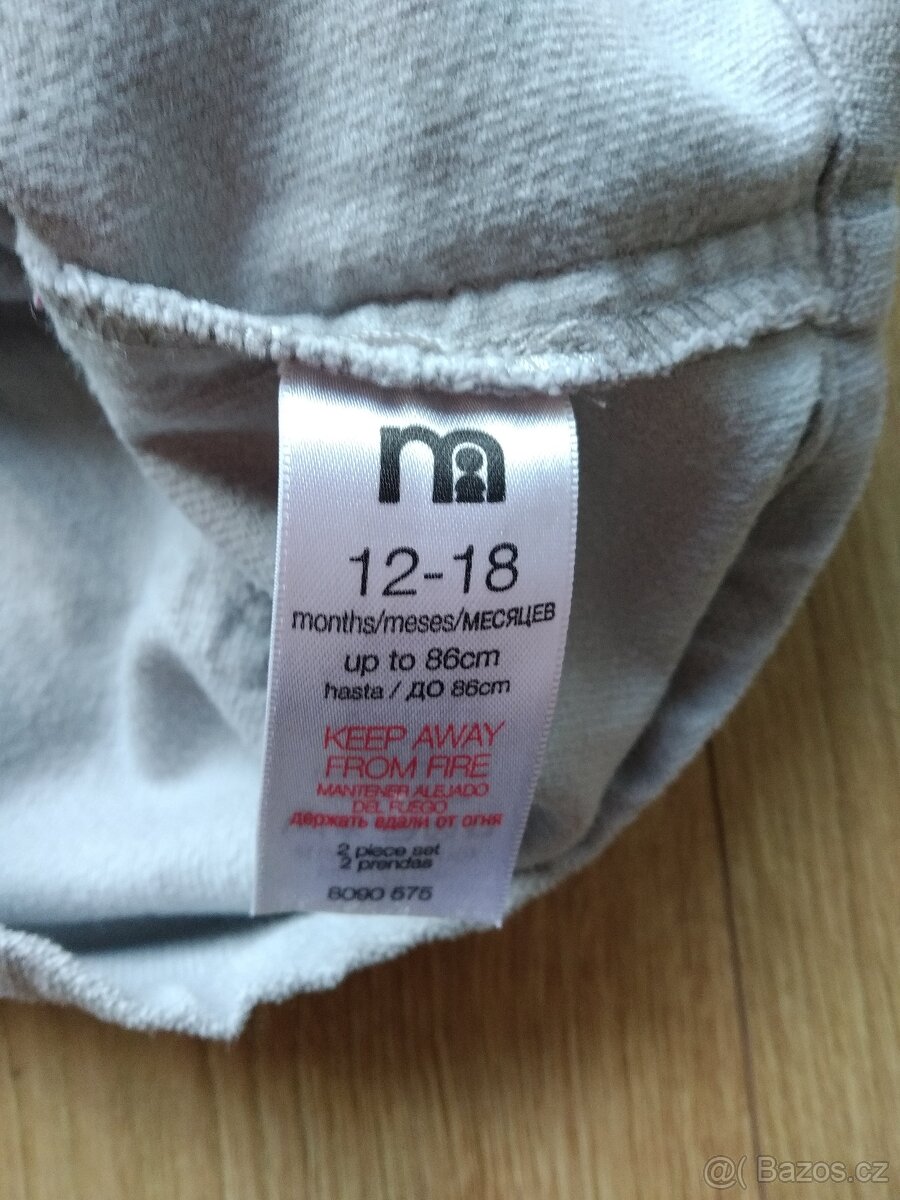 m
12-18
months/meses/МЕСЯЦЕВ
up to 86cm
hasta / ДО 86cm
KEEP AWAY
FROM FIRE
MANTENER ALEJADO
DEL FUEGO
держать вдали от огня
2 piece set
2 prendas
8090 575
@( Bazos.cz